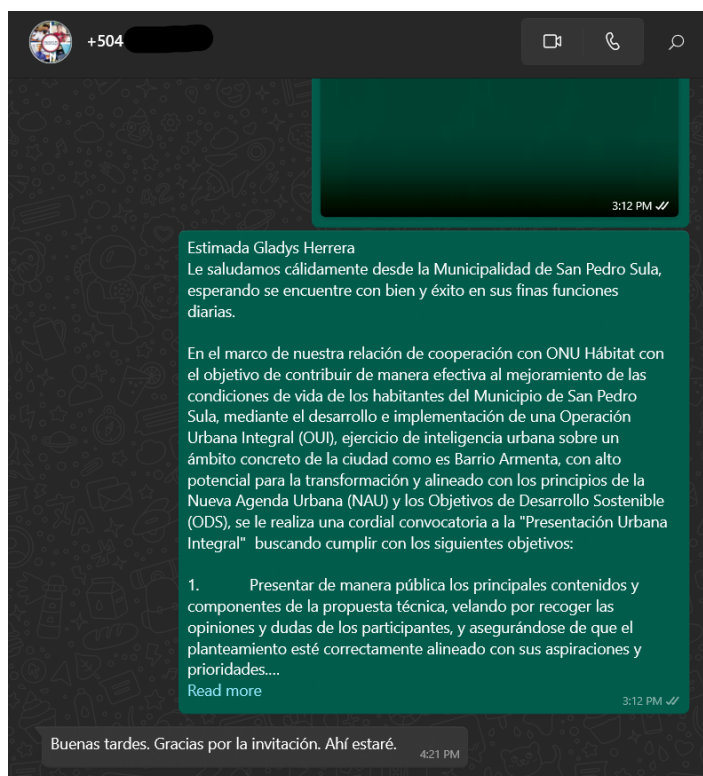 +504
3:12 PM
Estimada Gladys Herrera
Le saludamos cálidamente desde la Municipalidad de San Pedro Sula,
esperando se encuentre con bien y éxito en sus finas funciones
diarias.
En el marco de nuestra relación de cooperación con ONU Hábitat con
el objetivo de contribuir de manera efectiva al mejoramiento de las
condiciones de vida de los habitantes del Municipio de San Pedro
Sula, mediante el desarrollo e implementación de una Operación
Urbana Integral (OUI), ejercicio de inteligencia urbana sobre un
ámbito concreto de la ciudad como es Barrio Armenta, con alto
potencial para la transformación y alineado con los principios de la
Nueva Agenda Urbana (NAU) y los Objetivos de Desarrollo Sostenible
(ODS), se le realiza una cordial convocatoria a la "Presentación Urbana
Integral"  buscando cumplir con los siguientes objetivos:
1. Presentar de manera pública los principales contenidos y
componentes de la propuesta técnica, velando por recoger las
opiniones y dudas de los participantes, y asegurándose de que el
planteamiento esté correctamente alineado con sus aspiraciones y
prioridades....
Read more
3:12 PM
Buenas tardes. Gracias por la invitación. Ahí estaré.
4:21 PM